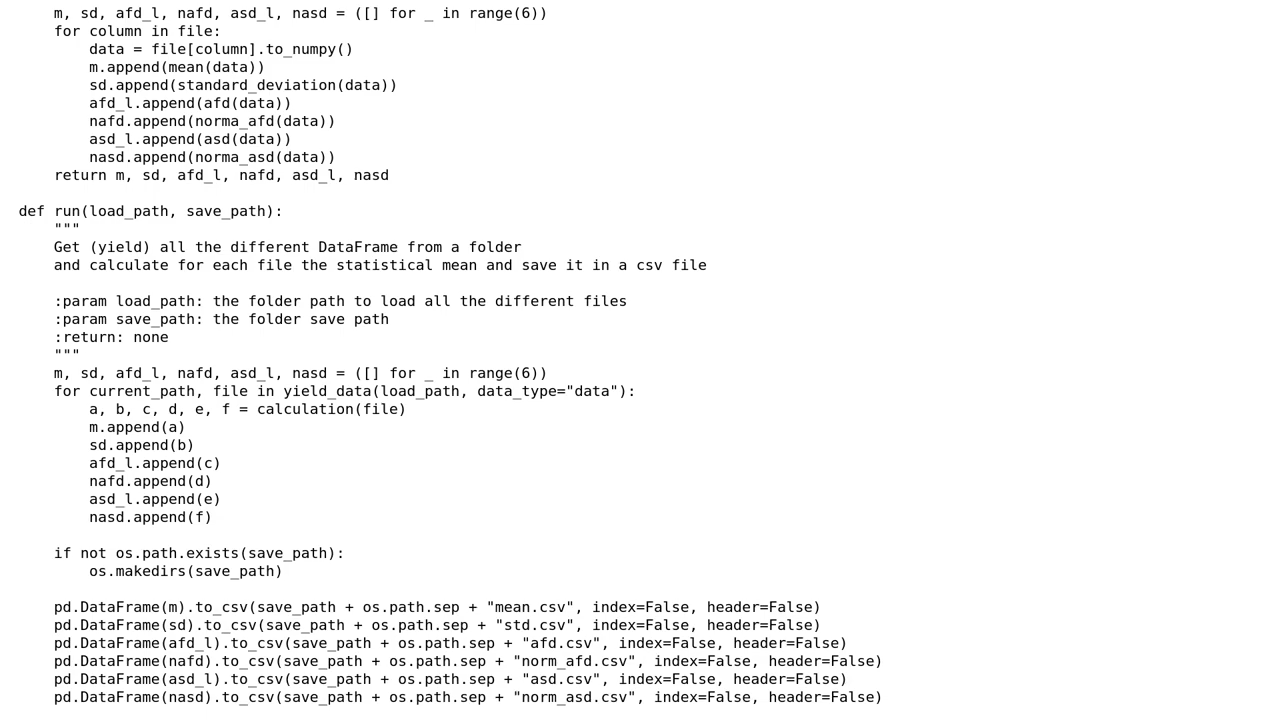 m, sd, afd_l, nafd, asd_l, nasd = ([] for _ in range(6))
    for column in file:
        data = file[column].to_numpy()
        m.append(mean(data))
        sd.append(standard_deviation(data))
        afd_l.append(afd(data))
        nafd.append(norma_afd(data))
        asd_l.append(asd(data))
        nasd.append(norma_asd(data))
    return m, sd, afd_l, nafd, asd_l, nasd

def run(load_path, save_path):
    """
    Get (yield) all the different DataFrame from a folder
    and calculate for each file the statistical mean and save it in a csv file

    :param load_path: the folder path to load all the different files
    :param save_path: the folder save path
    :return: none
    """
    m, sd, afd_l, nafd, asd_l, nasd = ([] for _ in range(6))
    for current_path, file in yield_data(load_path, data_type="data"):
        a, b, c, d, e, f = calculation(file)
        m.append(a)
        sd.append(b)
        afd_l.append(c)
        nafd.append(d)
        asd_l.append(e)
        nasd.append(f)

    if not os.path.exists(save_path):
        os.makedirs(save_path)

    pd.DataFrame(m).to_csv(save_path + os.path.sep + "mean.csv", index=False, header=False)
    pd.DataFrame(sd).to_csv(save_path + os.path.sep + "std.csv", index=False, header=False)
    pd.DataFrame(afd_l).to_csv(save_path + os.path.sep + "afd.csv", index=False, header=False)
    pd.DataFrame(nafd).to_csv(save_path + os.path.sep + "norm_afd.csv", index=False, header=False)
    pd.DataFrame(asd_l).to_csv(save_path + os.path.sep + "asd.csv", index=False, header=False)
    pd.DataFrame(nasd).to_csv(save_path + os.path.sep + "norm_asd.csv", index=False, header=False)